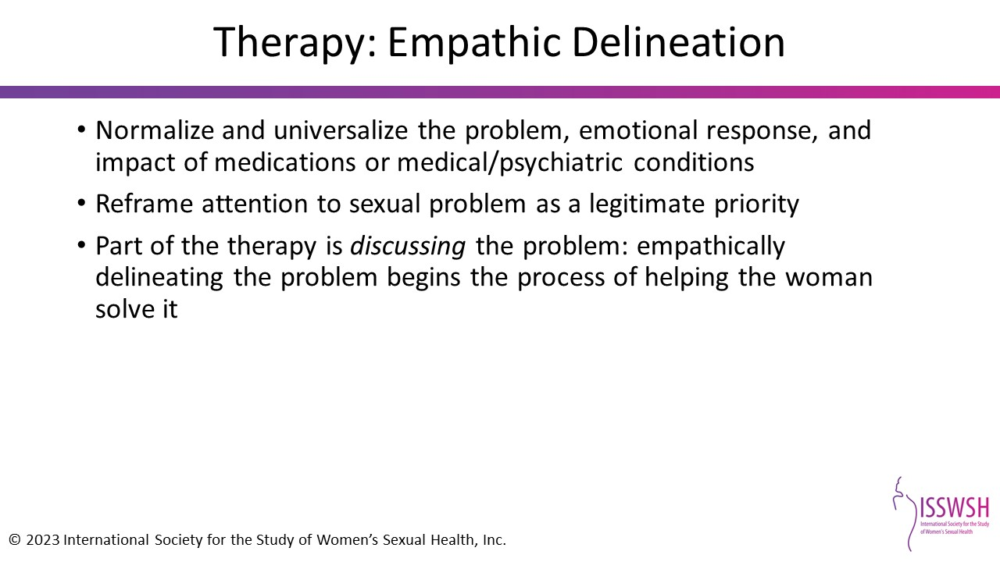 Therapy: Empathic Delineation
• Normalize and universalize the problem, emotional response, and
impact of medications or medical/psychiatric conditions
• Reframe attention to sexual problem as a legitimate priority
• Part of the therapy is discussing the problem: empathically
delineating the problem begins the process of helping the woman
solve it
ISSWSH
International Society for the Study
of Women's Sexual Health
© 2023 International Society for the Study of Women’s Sexual Health, Inc.